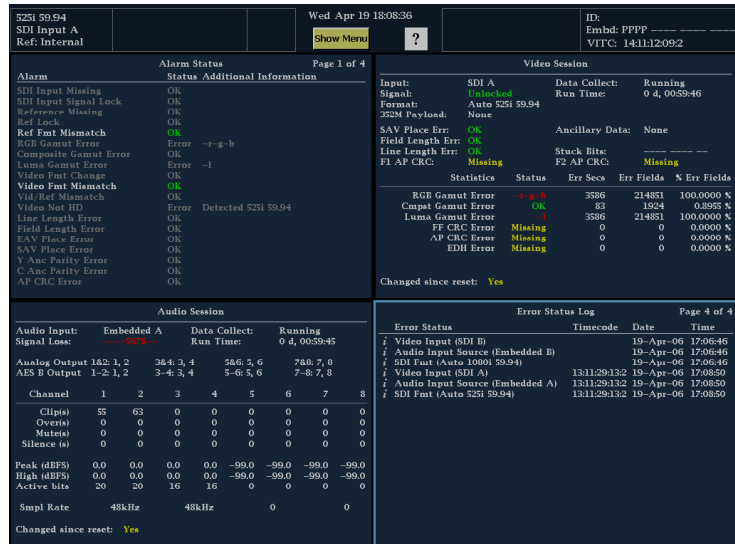 525i 59.94
SDI Input A
Ref: Internal
Wed Apr 19 18:08:36
Show Menu
?
ID:
Embd: PPPP ---- ---- ----
VITC: 14:11:12:09:2
Alarm Status Page 1 of 4
Alarm Status Additional Information
SDI Input Missing OK
SDI Input Signal Lock OK
Reference Missing OK
Ref Lock OK
Ref Fmt Mismatch OK
RGB Gamut Error Error -r-g-b
Composite Gamut Error OK
Luma Gamut Error Error -l
Video Fmt Change OK
Video Fmt Mismatch OK
Vid/Ref Mismatch OK
Video Not HD Error Detected 525i 59.94
Line Length Error OK
Field Length Error OK
EAV Place Error OK
SAV Place Error OK
Y Anc Parity Error OK
C Anc Parity Error OK
AP CRC Error OK
Video Session
Input: SDI A Data Collect: Running
Signal: Unlocked Run Time: 0 d, 00:59:46
Format: Auto 525i 59.94
352M Payload: None
SAV Place Err: OK Ancillary Data: None
Field Length Err: OK
Line Length Err: OK Stuck Bits: ---- ---- --
F1 AP CRC: Missing F2 AP CRC: Missing
Statistics Status Err Secs Err Fields % Err Fields
RGB Gamut Error -r-g-b 3586 214851 100.0000 %
Cmpst Gamut Error OK 83 1924 0.8955 %
Luma Gamut Error -l 3586 214851 100.0000 %
FF CRC Error Missing 0 0 0.0000 %
AP CRC Error Missing 0 0 0.0000 %
EDH Error Missing 0 0 0.0000 %
Changed since reset: Yes
Audio Session
Audio Input: Embedded A Data Collect: Running
Signal Loss: ----5678---- Run Time: 0 d, 00:59:45
Analog Output 1&2: 1, 2 3&4: 3, 4 5&6: 5, 6 7&8: 7, 8
AES B Output 1-2: 1, 2 3-4: 3, 4 5-6: 5, 6 7-8: 7, 8
Channel 1 2 3 4 5 6 7 8
Clip(s) 55 63 0 0 0 0 0 0
Over(s) 0 0 0 0 0 0 0 0
Mute(s) 0 0 0 0 0 0 0 0
Silence (s) 0 0 0 0 0 0 0 0
Peak (dBFS) 0.0 0.0 0.0 0.0 -99.0 -99.0 -99.0 -99.0
High (dBFS) 0.0 0.0 0.0 0.0 -99.0 -99.0 -99.0 -99.0
Active bits 20 20 16 16 0 0 0 0
Smpl Rate 48kHz 48kHz 0 0
Changed since reset: Yes
Error Status Log Page 4 of 4
Error Status Timecode Date Time
i Video Input (SDI B) 19-Apr-06 17:06:46
i Audio Input Source (Embedded B) 19-Apr-06 17:06:46
i SDI Fmt (Auto 1080i 59.94) 19-Apr-06 17:06:46
i Video Input (SDI A) 13:11:29:13:2 19-Apr-06 17:08:50
i Audio Input Source (Embedded A) 13:11:29:13:2 19-Apr-06 17:08:50
i SDI Fmt (Auto 525i 59.94) 13:11:29:13:2 19-Apr-06 17:08:50